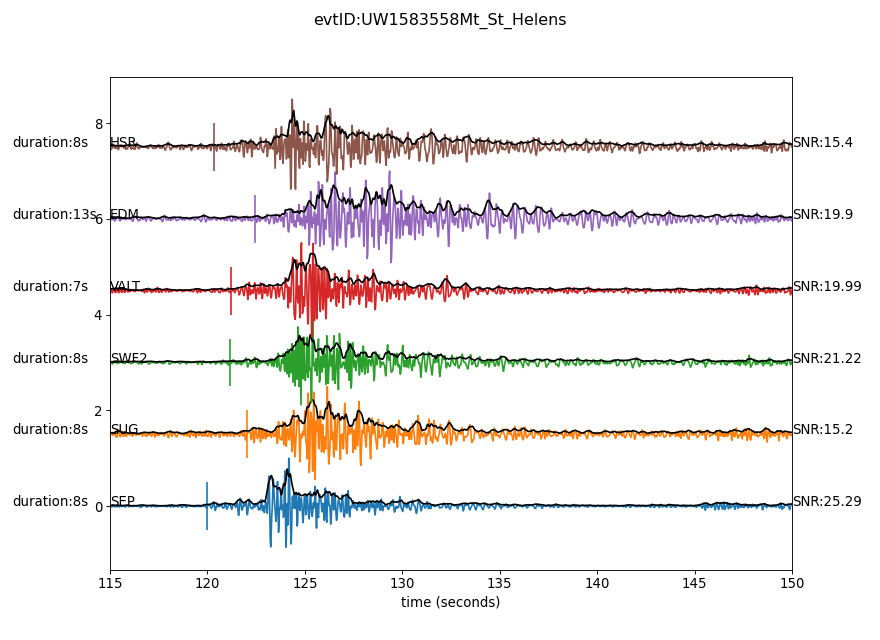 evtID:UW1583558Mt_St_Helens
8
duration:8s HSR SNR:15.4
duration:13s EDM SNR:19.9
6
duration:7s VALT SNR:19.99
4
duration:8s SWF2 SNR:21.22
2
duration:8s SUG SNR:15.2
duration:8s SEP SNR:25.29
0
115 120 125 130 135 140 145 150
time (seconds)